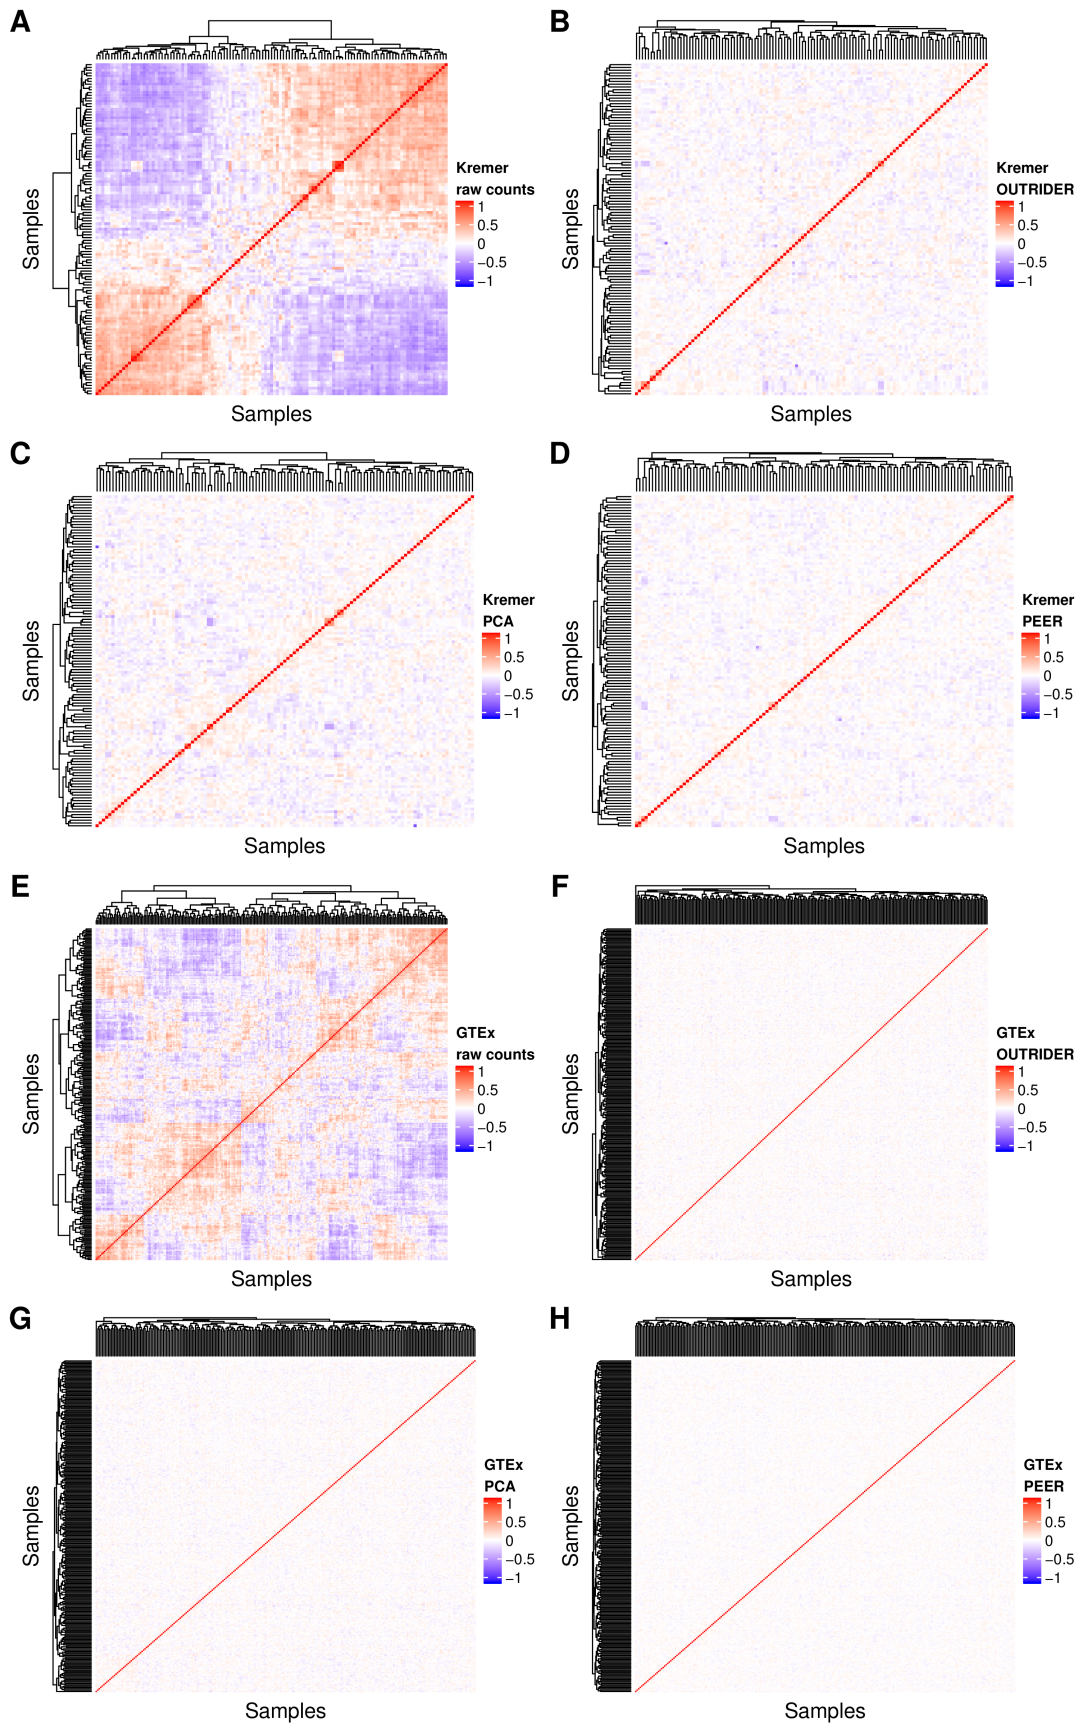 A
Samples
Samples
Kremer
raw counts
1
0.5
0
−0.5
−1
B
Samples
Samples
Kremer
OUTRIDER
1
0.5
0
−0.5
−1
C
Samples
Samples
Kremer
PCA
1
0.5
0
−0.5
−1
D
Samples
Samples
Kremer
PEER
1
0.5
0
−0.5
−1
E
Samples
Samples
GTEx
raw counts
1
0.5
0
−0.5
−1
F
Samples
Samples
GTEx
OUTRIDER
1
0.5
0
−0.5
−1
G
Samples
Samples
GTEx
PCA
1
0.5
0
−0.5
−1
H
Samples
Samples
GTEx
PEER
1
0.5
0
−0.5
−1